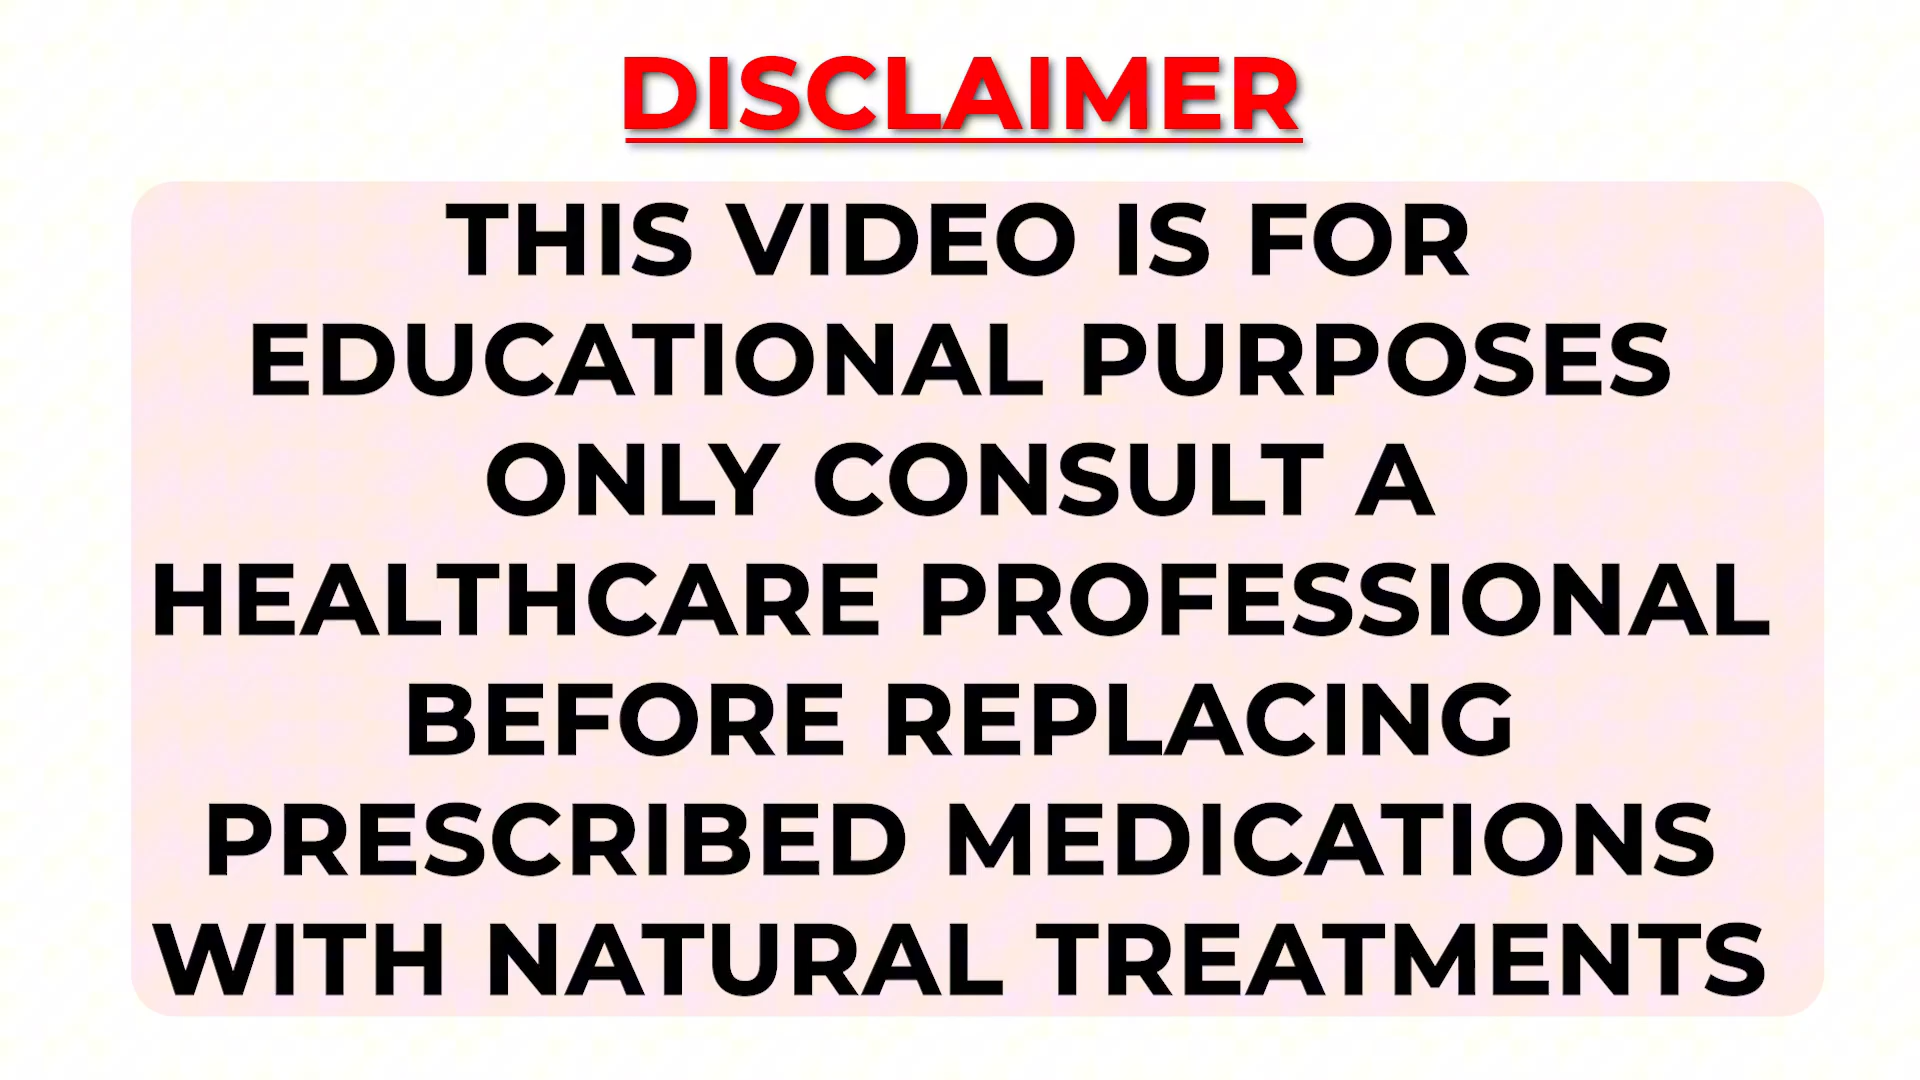 DISCLAIMER
THIS VIDEO IS FOR
EDUCATIONAL PURPOSES
ONLY CONSULT A
HEALTHCARE PROFESSIONAL
BEFORE REPLACING
PRESCRIBED MEDICATIONS
WITH NATURAL TREATMENTS